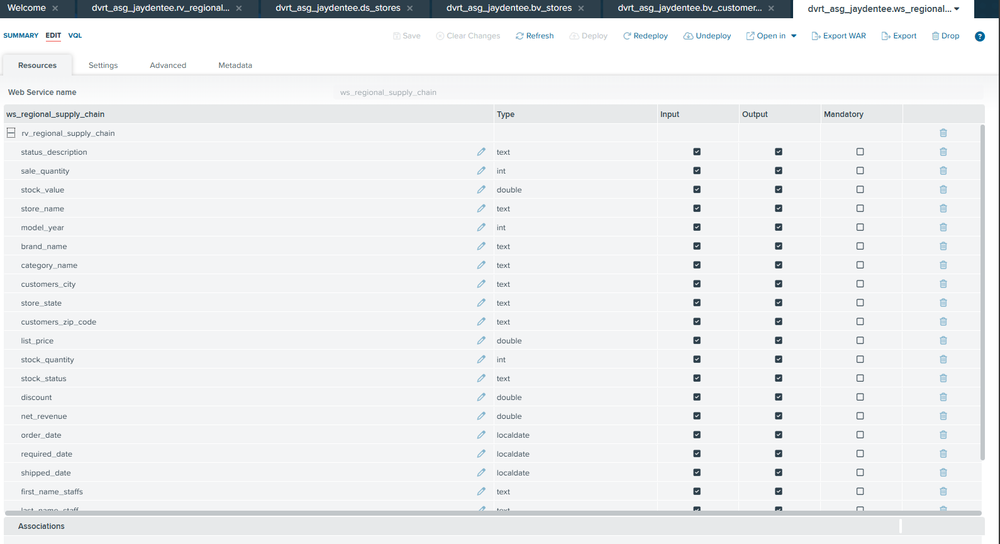 Welcome dvrt_asg_jaydentee.rv_regional... dvrt_asg_jaydentee.ds_stores dvrt_asg_jaydentee.bv_stores dvrt_asg_jaydentee.bv_customer... dvrt_asg_jaydentee.ws_regional...
SUMMARY EDIT VQL Save Clear Changes Refresh Deploy Redeploy Undeploy Open in Export WAR Export Drop ?
Resources Settings Advanced Metadata
Web Service name ws_regional_supply_chain
ws_regional_supply_chain Type Input Output Mandatory
rv_regional_supply_chain
status_description text
sale_quantity int
stock_value double
store_name text
model_year int
brand_name text
category_name text
customers_city text
store_state text
customers_zip_code text
list_price double
stock_quantity int
stock_status text
discount double
net_revenue double
order_date localdate
required_date localdate
shipped_date localdate
first_name_staffs text
last_name_staff text
Associations